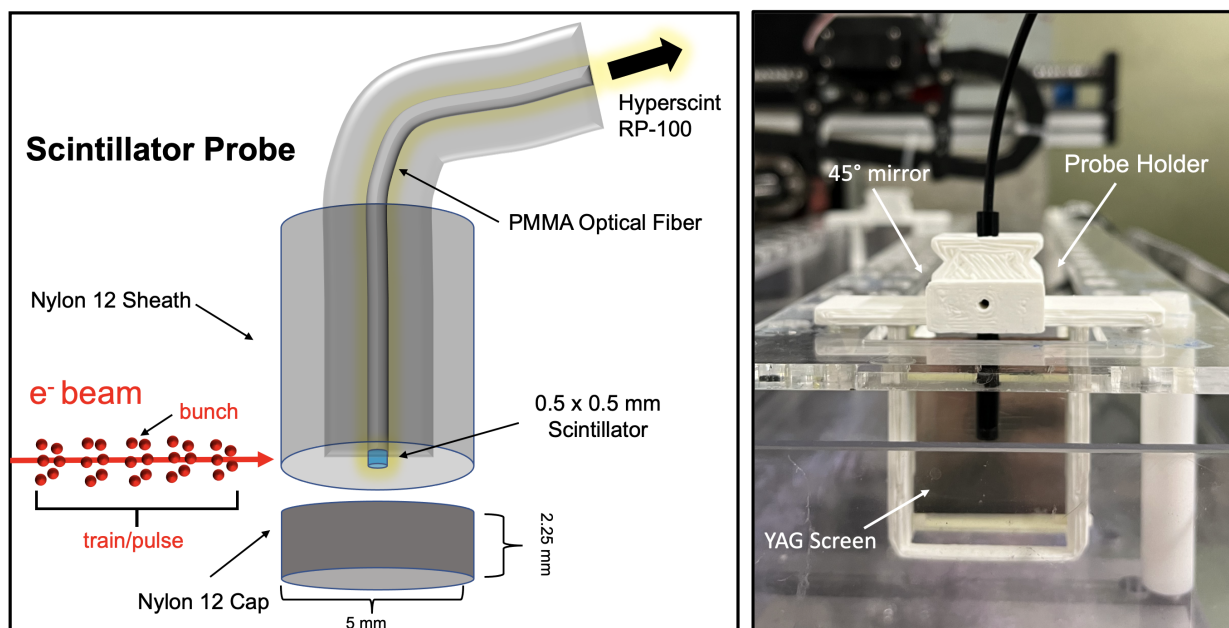 Scintillator Probe
Hyperscint
RP-100
PMMA Optical Fiber
Nylon 12 Sheath
e- beam
bunch
train/pulse
0.5 x 0.5 mm
Scintillator
2.25 mm
Nylon 12 Cap
5 mm
45° mirror
Probe Holder
YAG Screen